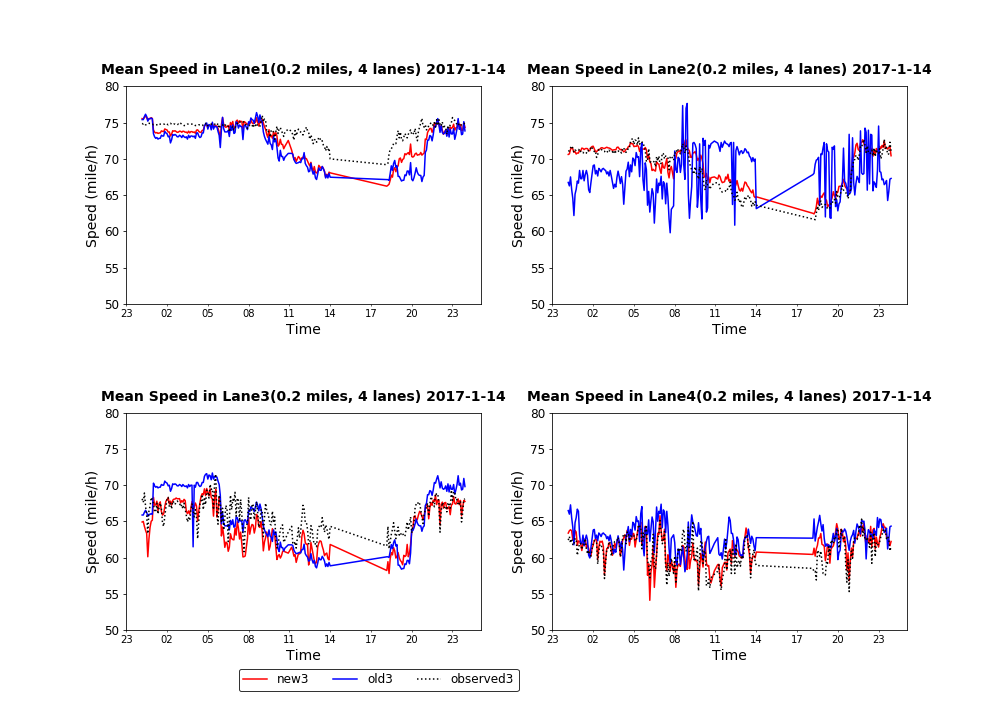 Mean Speed in Lane1(0.2 miles, 4 lanes) 2017-1-14
80
75
70
65
60
55
50
Speed (mile/h)
23 02 05 08 11 14 17 20 23
Time
Mean Speed in Lane2(0.2 miles, 4 lanes) 2017-1-14
80
75
70
65
60
55
50
Speed (mile/h)
23 02 05 08 11 14 17 20 23
Time
Mean Speed in Lane3(0.2 miles, 4 lanes) 2017-1-14
80
75
70
65
60
55
50
Speed (mile/h)
23 02 05 08 11 14 17 20 23
Time
Mean Speed in Lane4(0.2 miles, 4 lanes) 2017-1-14
80
75
70
65
60
55
50
Speed (mile/h)
23 02 05 08 11 14 17 20 23
Time
new3 old3 observed3